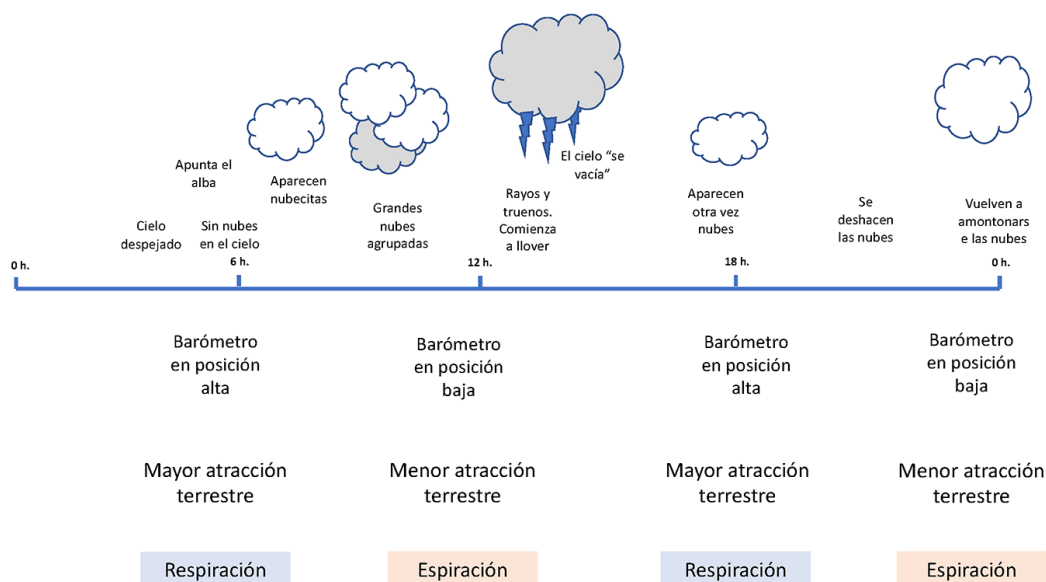 Apunta el
alba
Cielo
despejado
Sin nubes
en el cielo
Aparecen
nubecitas
Grandes
nubes
agrupadas
Rayos y
truenos.
Comienza
a llover
El cielo “se
vacía”
Aparecen
otra vez
nubes
Se
deshacen
las nubes
Vuelven a
amontonars
e las nubes
0 h.
6 h.
12 h.
18 h.
0 h.
Barómetro
en posición
alta
Barómetro
en posición
baja
Barómetro
en posición
alta
Barómetro
en posición
baja
Mayor atracción
terrestre
Menor atracción
terrestre
Mayor atracción
terrestre
Menor atracción
terrestre
Respiración
Espiración
Respiración
Espiración